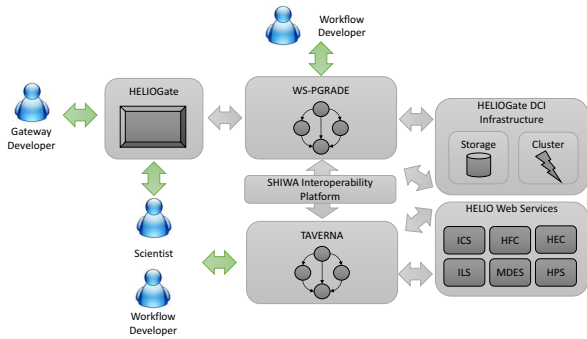 Workflow
Developer
HELIOGate
WS-PGRADE
HELIOGate DCI
Infrastructure
Storage
Cluster
Gateway
Developer
SHIWA Interoperability
Platform
HELIO Web Services
ICS
HFC
HEC
ILS
MDES
HPS
Scientist
TAVERNA
Workflow
Developer